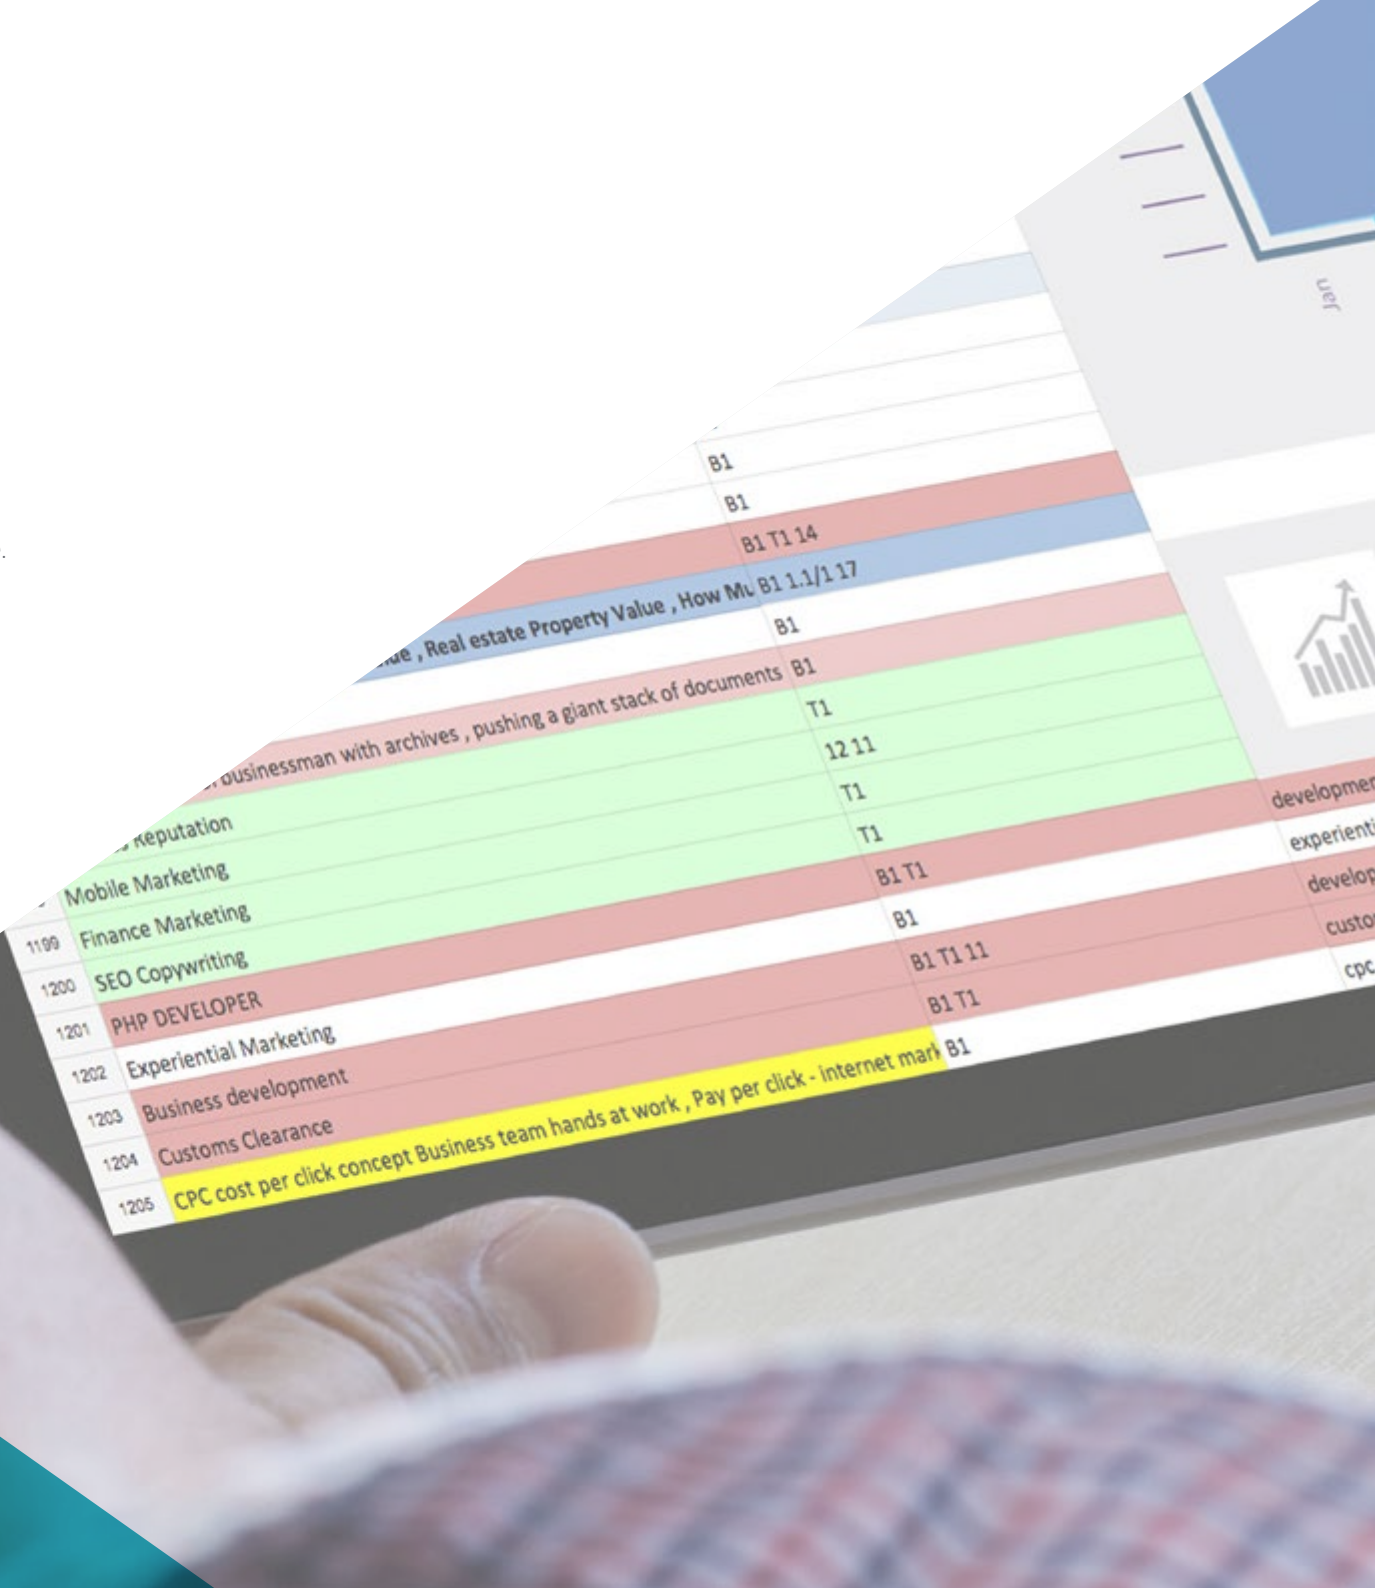 Jan
B1
B1
B1 T1 14
, Real estate Property Value , How Mu B1 1.1/1 17
B1
businessman with archives , pushing a giant stack of documents B1
Reputation T1
Mobile Marketing 12 11
1199 Finance Marketing T1
1200 SEO Copywriting T1
1201 PHP DEVELOPER B1 T1 developmen
1202 Experiential Marketing B1 experienti
1203 Business development B1 T1 11 develop
1204 Customs Clearance B1 T1 custo
1205 CPC cost per click concept Business team hands at work , Pay per click - internet mark B1 cpc